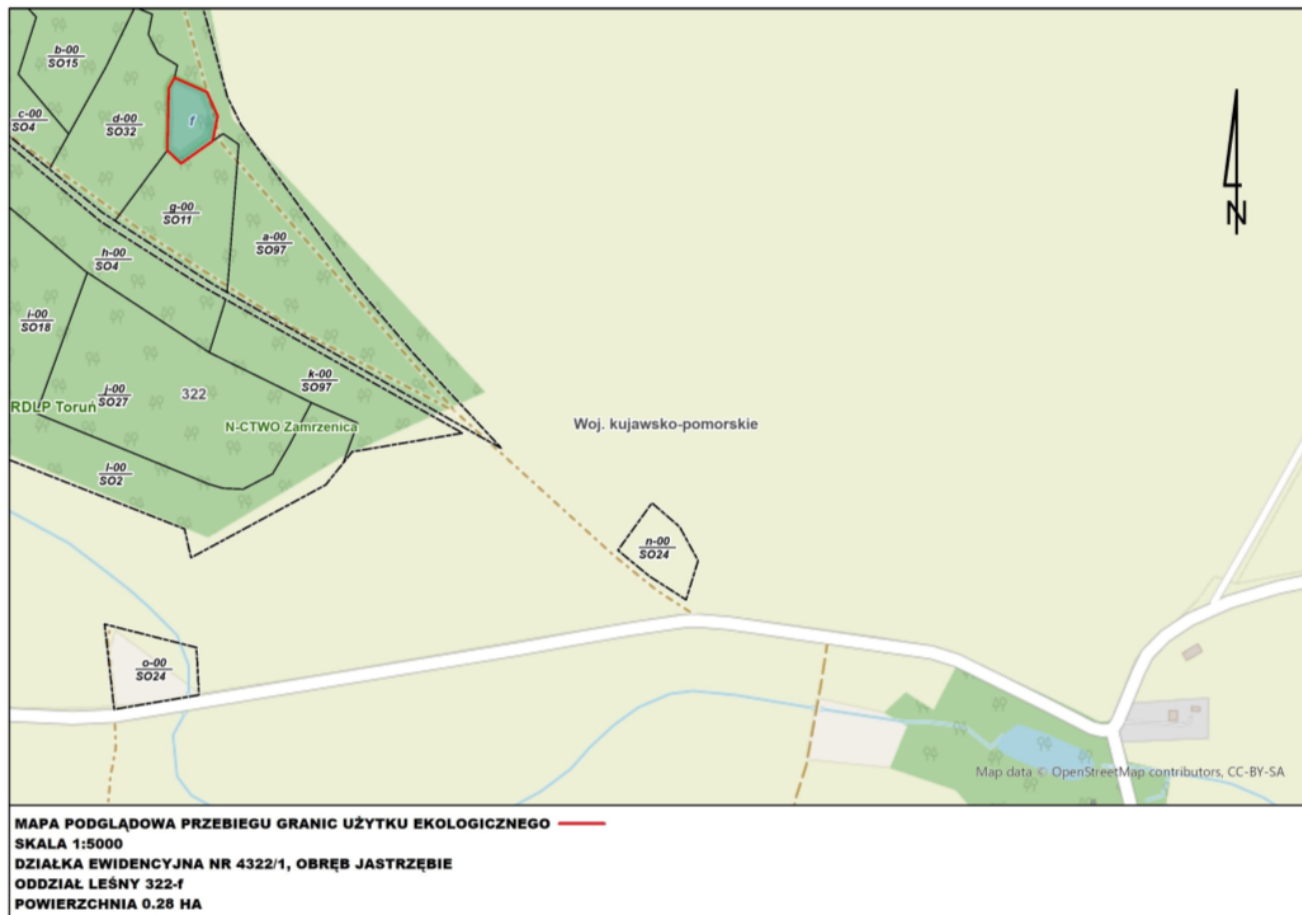 b-00
SO15
c-00
SO4
d-00
SO32
f
g-00
SO11
a-00
SO97
h-00
SO4
i-00
SO18
j-00
SO27
322
k-00
SO97
RDLP Toruń
N-CTWO Zamrzenica
l-00
SO2
Woj. kujawsko-pomorskie
N
n-00
SO24
o-00
SO24
Map data © OpenStreetMap contributors, CC-BY-SA
MAPA PODGLĄDOWA PRZEBIEGU GRANIC UŻYTKU EKOLOGICZNEGO
SKALA 1:5000
DZIAŁKA EWIDENCYJNA NR 4322/1, OBRĘB JASTRZĘBIE
ODDZIAŁ LEŚNY 322-f
POWIERZCHNIA 0.28 HA